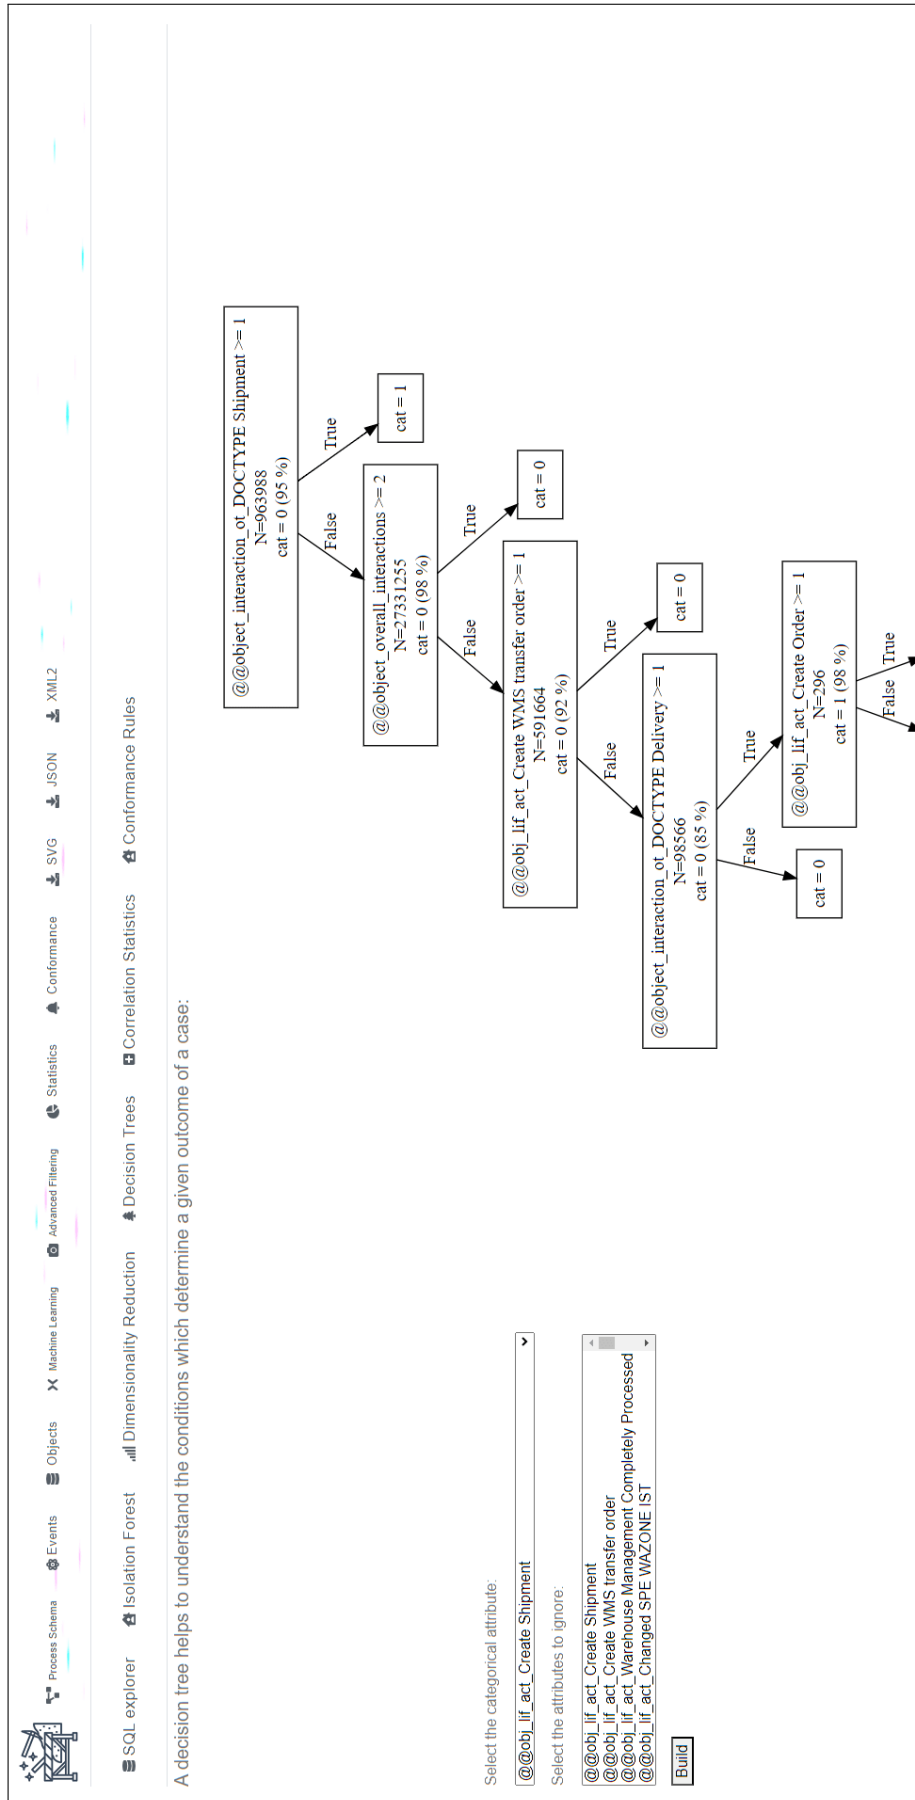 Process Schema Events Objects Machine Learning Advanced Filtering Statistics Conformance SVG JSON XML2
SQL explorer Isolation Forest Dimensionality Reduction Decision Trees Correlation Statistics Conformance Rules
A decision tree helps to understand the conditions which determine a given outcome of a case:
Select the categorical attribute:
@@obj_lif_act_Create Shipment
Select the attributes to ignore:
@@obj_lif_act_Create Shipment
@@obj_lif_act_Create WMS transfer order
@@obj_lif_act_Warehouse Management Completely Processed
@@obj_lif_act_Changed SPE WAZONE IST
Build
@@object_interaction_ot_DOCTYPE Shipment >= 1
N=963988
cat = 0 (95 %)
False
True
@@object_overall_interactions >= 2
N=27331255
cat = 0 (98 %)
cat = 1
False
True
@@obj_lif_act_Create WMS transfer order >= 1
N=591664
cat = 0 (92 %)
cat = 0
False
True
@@object_interaction_ot_DOCTYPE Delivery >= 1
N=98566
cat = 0 (85 %)
cat = 0
False
True
cat = 0
@@obj_lif_act_Create Order >= 1
N=296
cat = 1 (98 %)
False
True